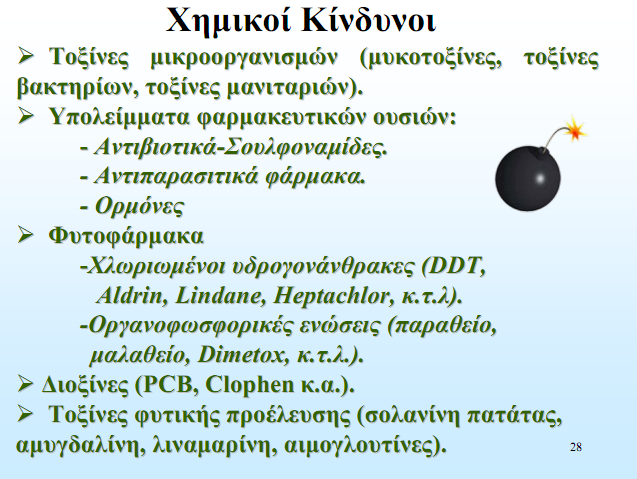 Χημικοί Κίνδυνοι
➢ Τοξίνες μικροοργανισμών (μυκοτοξίνες, τοξίνες
βακτηρίων, τοξίνες μανιταριών).
➢ Υπολείμματα φαρμακευτικών ουσιών:
- Αντιβιοτικά-Σουλφοναμίδες.
- Αντιπαρασιτικά φάρμακα.
- Ορμόνες
➢ Φυτοφάρμακα
-Χλωριωμένοι υδρογονάνθρακες (DDT,
Aldrin, Lindane, Heptachlor, κ.τ.λ).
-Οργανοφωσφορικές ενώσεις (παραθείο,
μαλαθείο, Dimetox, κ.τ.λ.).
➢ Διοξίνες (PCB, Clophen κ.α.).
➢ Τοξίνες φυτικής προέλευσης (σολανίνη πατάτας,
αμυγδαλίνη, λιναμαρίνη, αιμογλουτίνες).
28